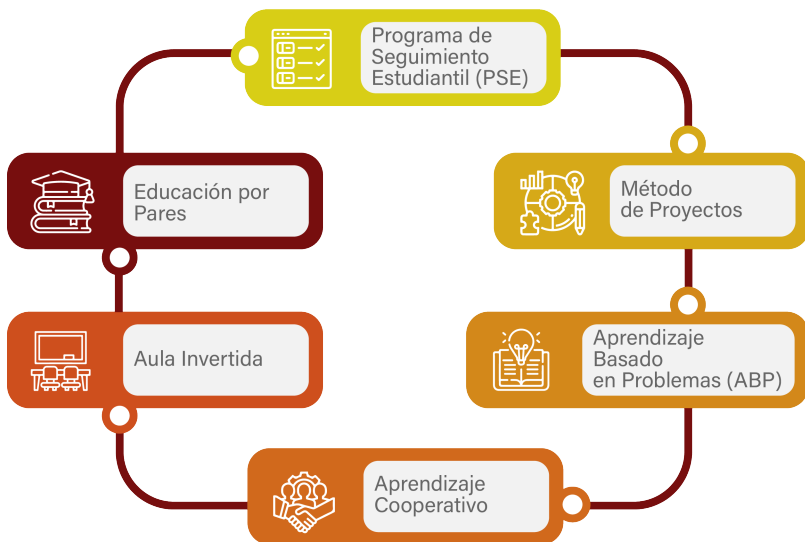 Programa de
Seguimiento
Estudiantil (PSE)
Método
de Proyectos
Aprendizaje
Basado
en Problemas (ABP)
Aprendizaje
Cooperativo
Aula Invertida
Educación por
Pares